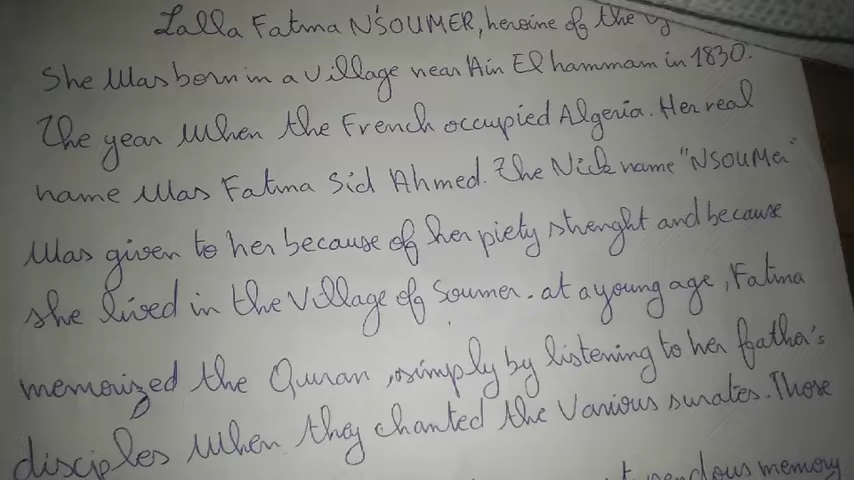 Lalla Fatma N'SOUMER, heroine of the
She Was born in a village near Ain El hammam in 1830.
The year When the French occupied Algeria. Her real
name Was Fatma Sid Ahmed. The Nick name "NSOUMer"
Was given to her because of her piety strenght and because
she lived in the Village of Soumer. at a young age, Fatma
memorized the Quran, simply by listening to her father's
disciples When they chanted the Various surates. Those
memory